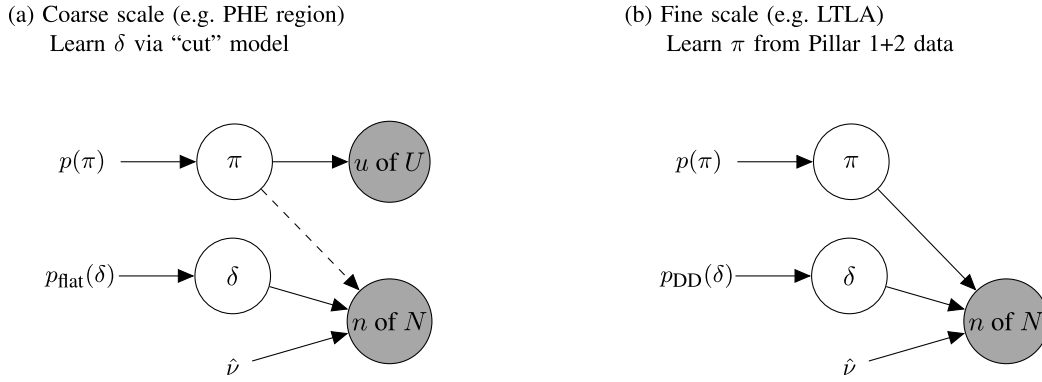 (a) Coarse scale (e.g. PHE region)
Learn δ via “cut” model
p(π)
π
u of U
p_flat(δ)
δ
n of N
ν̂
(b) Fine scale (e.g. LTLA)
Learn π from Pillar 1+2 data
p(π)
π
p_DD(δ)
δ
n of N
ν̂